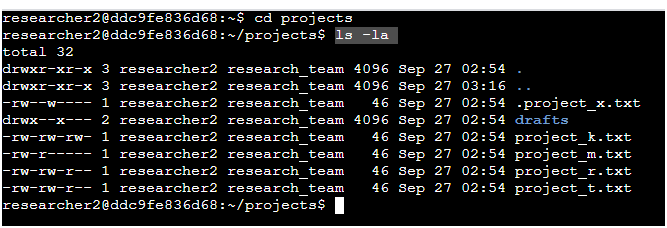 researcher2@ddc9fe836d68:~$ cd projects
researcher2@ddc9fe836d68:~/projects$ ls -la
total 32
drwxr-xr-x 3 researcher2 research_team 4096 Sep 27 02:54 .
drwxr-xr-x 3 researcher2 research_team 4096 Sep 27 03:16 ..
-rw--w---- 1 researcher2 research_team   46 Sep 27 02:54 .project_x.txt
drwx--x--- 2 researcher2 research_team 4096 Sep 27 02:54 drafts
-rw-rw-rw- 1 researcher2 research_team   46 Sep 27 02:54 project_k.txt
-rw-r----- 1 researcher2 research_team   46 Sep 27 02:54 project_m.txt
-rw-rw-r-- 1 researcher2 research_team   46 Sep 27 02:54 project_r.txt
-rw-rw-r-- 1 researcher2 research_team   46 Sep 27 02:54 project_t.txt
researcher2@ddc9fe836d68:~/projects$